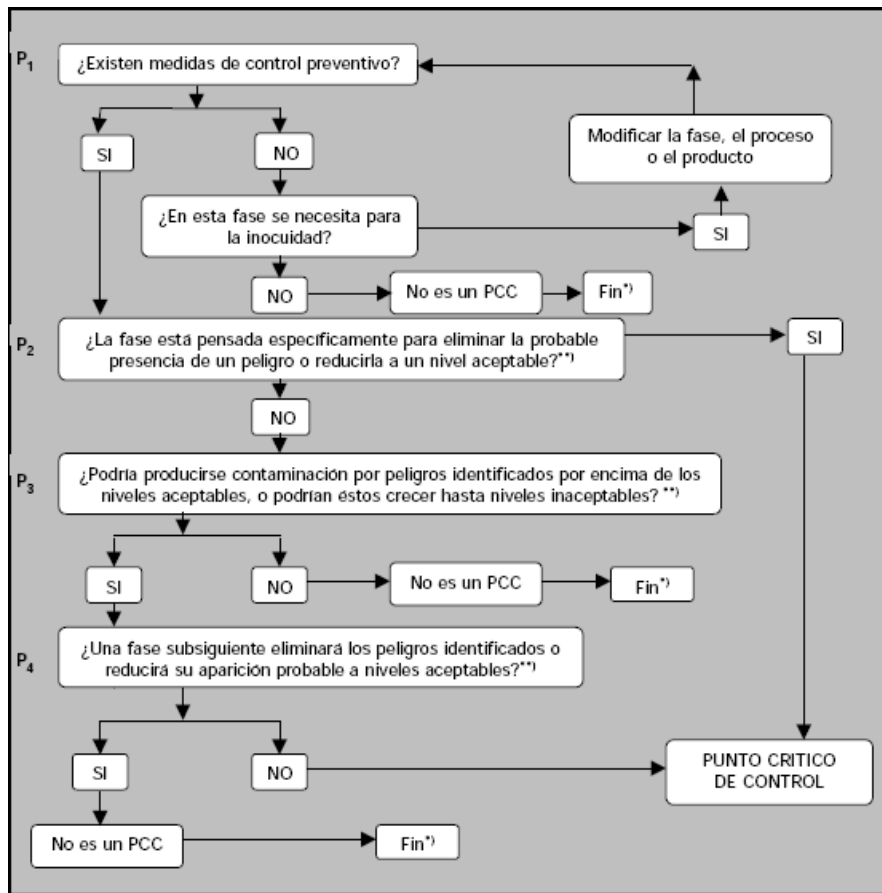 P1
¿Existen medidas de control preventivo?
SI
NO
Modificar la fase, el proceso
o el producto
¿En esta fase se necesita para
la inocuidad?
SI
NO
No es un PCC
Fin*)
P2
¿La fase está pensada específicamente para eliminar la probable
presencia de un peligro o reducirla a un nivel aceptable?**)
SI
NO
P3
¿Podría producirse contaminación por peligros identificados por encima de los
niveles aceptables, o podrían éstos crecer hasta niveles inaceptables? **)
SI
NO
No es un PCC
Fin*)
P4
¿Una fase subsiguiente eliminará los peligros identificados o
reducirá su aparición probable a niveles aceptables?**)
SI
NO
PUNTO CRITICO
DE CONTROL
No es un PCC
Fin*)